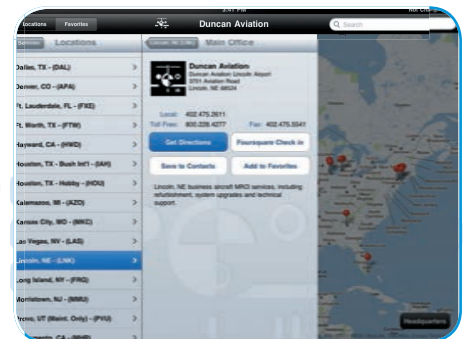 Locations
Favorites
Duncan Aviation
Search
Locations
Main Office
Dallas, TX - (DAL)
Denver, CO - (APA)
Ft. Lauderdale, FL - (FXE)
Ft. Worth, TX - (FTW)
Hayward, CA - (HWD)
Houston, TX - Bush Int'l - (IAH)
Houston, TX - Hobby - (HOU)
Kalamazoo, MI - (AZO)
Kansas City, MO - (MKC)
Las Vegas, NV - (LAS)
Lincoln, NE - (LNK)
Long Island, NY - (FRG)
Morristown, NJ - (MMU)
Provo, UT (Maint. Only) - (PVU)
Duncan Aviation
Duncan Aviation Lincoln Airport
3701 Aviation Road
Lincoln, NE 68524
Local: 402.475.2611
Toll Free: 800.228.4277 Fax: 402.475.5541
Get Directions
Foursquare Check in
Save to Contacts
Add to Favorites
Lincoln, NE business aircraft MRO services, including
refurbishment, system upgrades and technical
support.
Headquarters